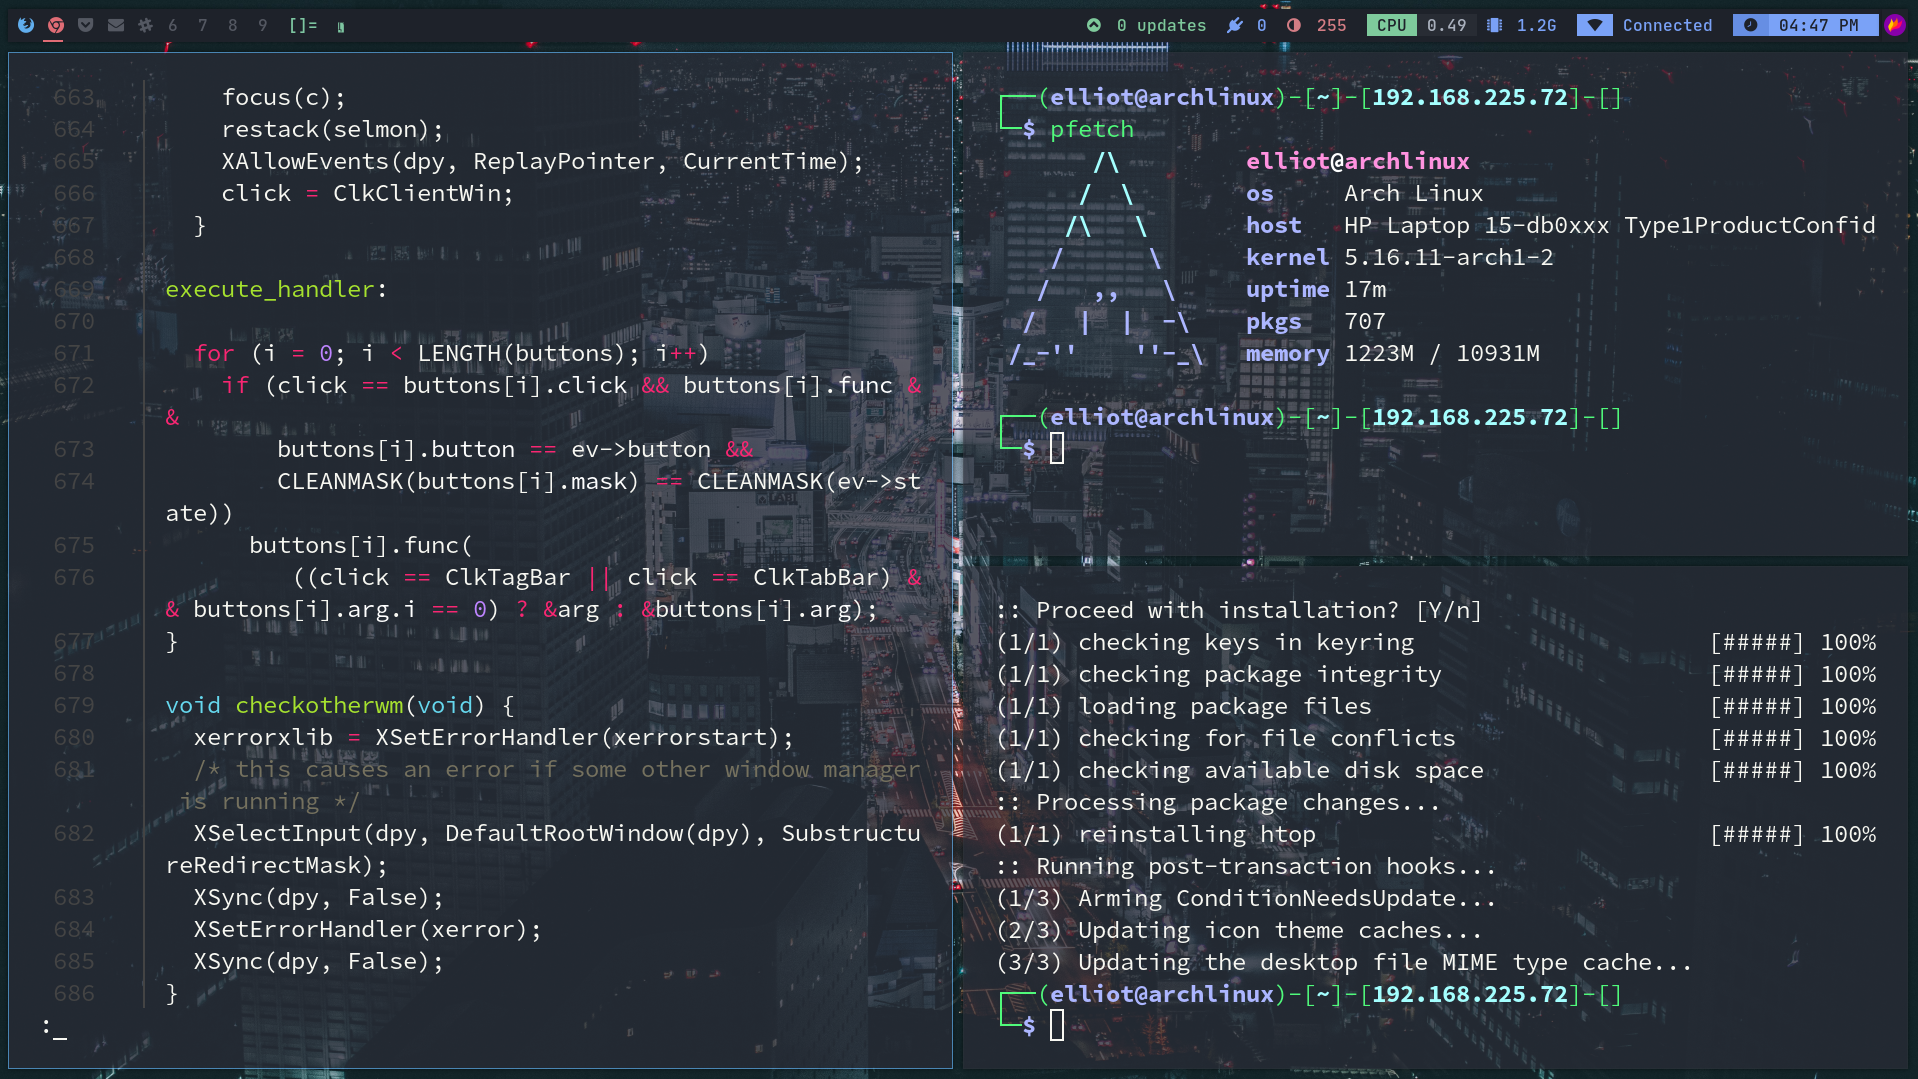 6 7 8 9 []= 0 updates 0 255 CPU 0.49 1.2G Connected 04:47 PM
663     focus(c);
664     restack(selmon);
665     XAllowEvents(dpy, ReplayPointer, CurrentTime);
666     click = ClkClientWin;
667   }
668
669 execute_handler:
670
671   for (i = 0; i < LENGTH(buttons); i++)
672     if (click == buttons[i].click && buttons[i].func &
&
673         buttons[i].button == ev->button &&
674         CLEANMASK(buttons[i].mask) == CLEANMASK(ev->st
ate))
675       buttons[i].func(
676          ((click == ClkTagBar || click == ClkTabBar) &
& buttons[i].arg.i == 0) ? &arg : &buttons[i].arg);
677 }
678
679 void checkotherwm(void) {
680   xerrorxlib = XSetErrorHandler(xerrorstart);
681   /* this causes an error if some other window manager
 is running */
682   XSelectInput(dpy, DefaultRootWindow(dpy), Substructu
reRedirectMask);
683   XSync(dpy, False);
684   XSetErrorHandler(xerror);
685   XSync(dpy, False);
686 }
:_
┌──(elliot@archlinux)-[~]-[192.168.225.72]-[]
└─$ pfetch
      /\         elliot@archlinux
     /  \        os     Arch Linux
    /\   \       host   HP Laptop 15-db0xxx Type1ProductConfid
   /      \      kernel 5.16.11-arch1-2
  /   ,,   \     uptime 17m
 /   |  |  -\    pkgs   707
/_-''    ''-_\   memory 1223M / 10931M
┌──(elliot@archlinux)-[~]-[192.168.225.72]-[]
└─$
:: Proceed with installation? [Y/n]
(1/1) checking keys in keyring [#####] 100%
(1/1) checking package integrity [#####] 100%
(1/1) loading package files [#####] 100%
(1/1) checking for file conflicts [#####] 100%
(1/1) checking available disk space [#####] 100%
:: Processing package changes...
(1/1) reinstalling htop [#####] 100%
:: Running post-transaction hooks...
(1/3) Arming ConditionNeedsUpdate...
(2/3) Updating icon theme caches...
(3/3) Updating the desktop file MIME type cache...
┌──(elliot@archlinux)-[~]-[192.168.225.72]-[]
└─$